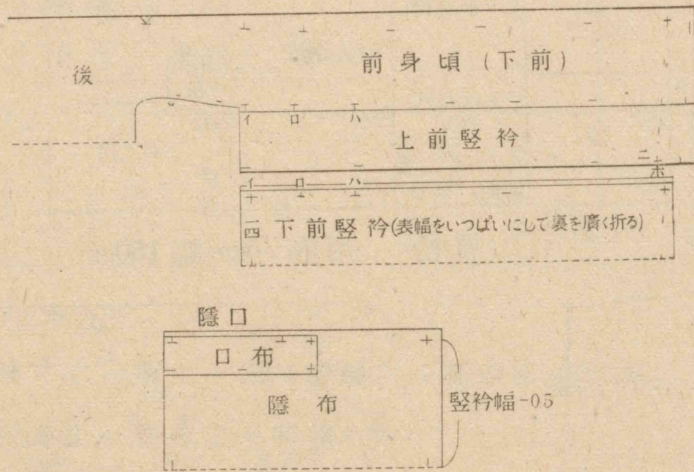 後
前身頃(下前)
イ ロ ハ
上前竪衿
ニ
ホ
イ ロ ハ
下前竪衿(表幅をいつぱいにして裏を廣く折る)
隱口
口布
隱布
竪衿幅-05